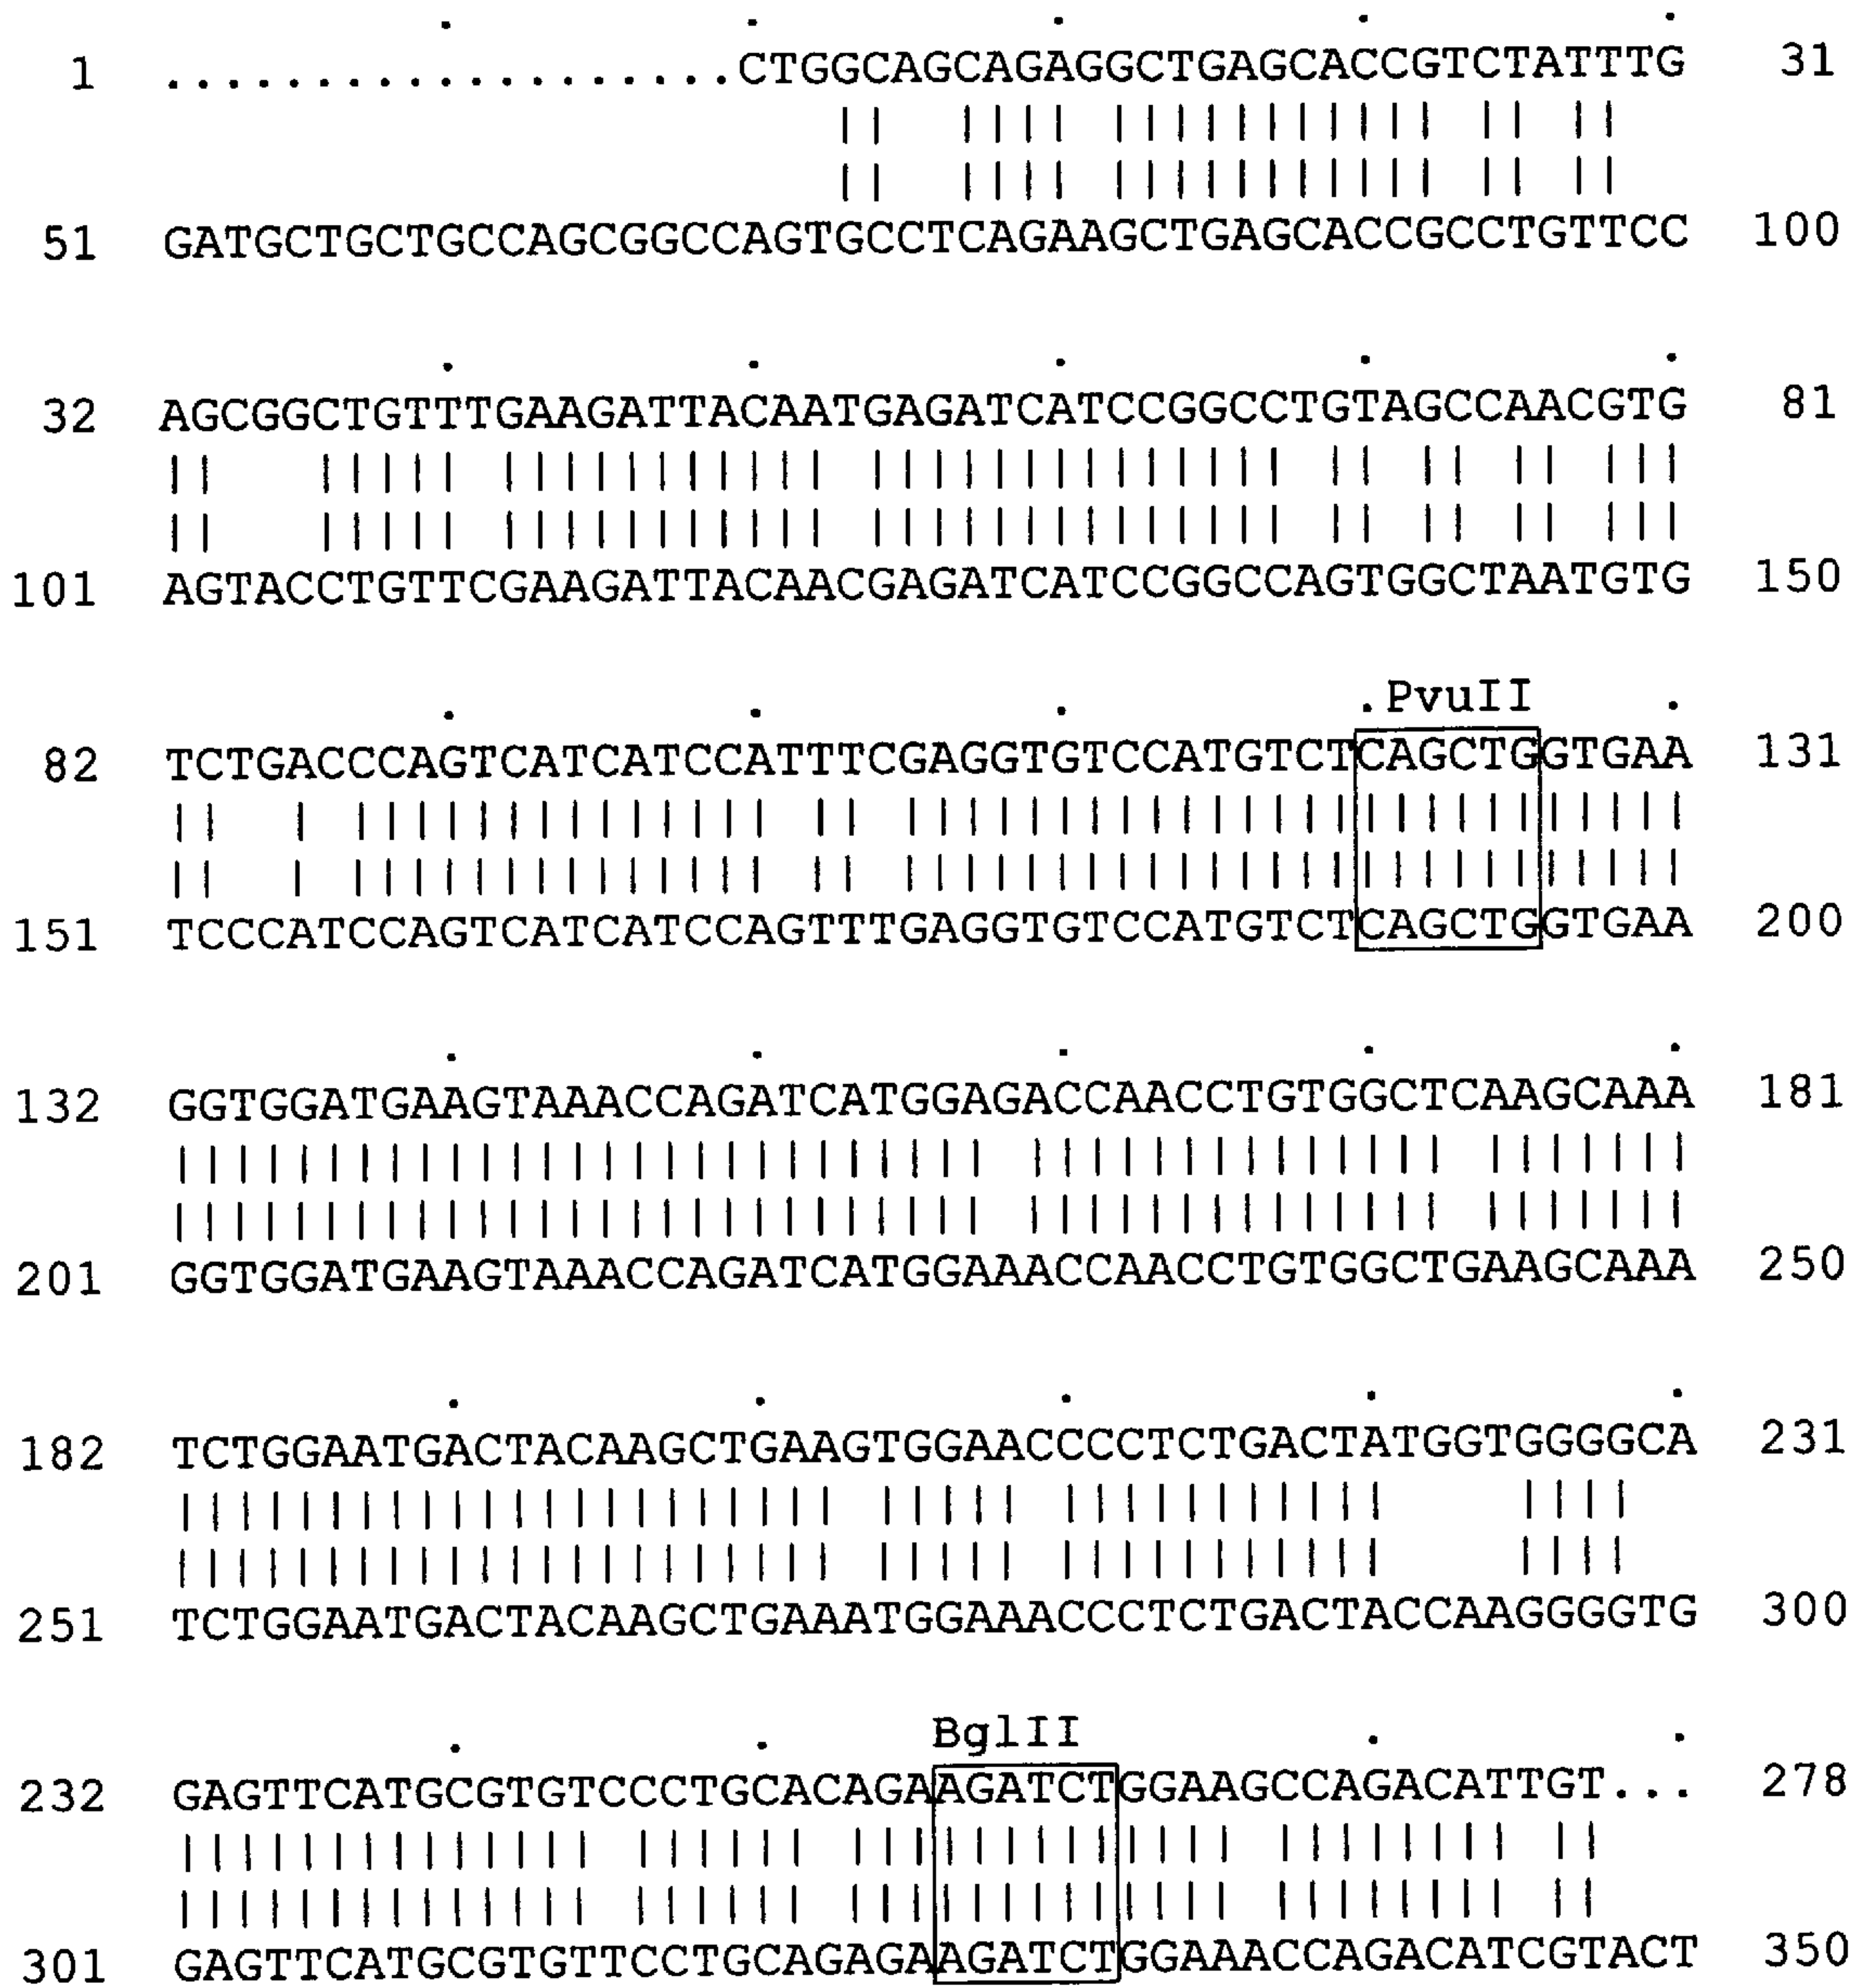 1 ...................CTGGCAGCAGAGGCTGAGCACCGTCTATTTG 31
51 GATGCTGCTGCCAGCGGCCAGTGCCTCAGAAGCTGAGCACCGCCTGTTCC 100
32 AGCGGCTGTTTGAAGATTACAATGAGATCATCCGGCCTGTAGCCAACGTG 81
101 AGTACCTGTTCGAAGATTACAACGAGATCATCCGGCCAGTGGCTAATGTG 150
.PvuII
82 TCTGACCCAGTCATCATCCATTTCGAGGTGTCCATGTCTCAGCTGGTGAA 131
151 TCCCATCCAGTCATCATCCAGTTTGAGGTGTCCATGTCTCAGCTGGTGAA 200
132 GGTGGATGAAGTAAACCAGATCATGGAGACCAACCTGTGGCTCAAGCAAA 181
201 GGTGGATGAAGTAAACCAGATCATGGAAACCAACCTGTGGCTGAAGCAAA 250
182 TCTGGAATGACTACAAGCTGAAGTGGAACCCCTCTGACTATGGTGGGGCA 231
251 TCTGGAATGACTACAAGCTGAAATGGAAACCCTCTGACTACCAAGGGGTG 300
BglII
232 GAGTTCATGCGTGTCCCTGCACAGAAGATCTGGAAGCCAGACATTGT... 278
301 GAGTTCATGCGTGTTCCTGCAGAGAAGATCTGGAAACCAGACATCGTACT 350